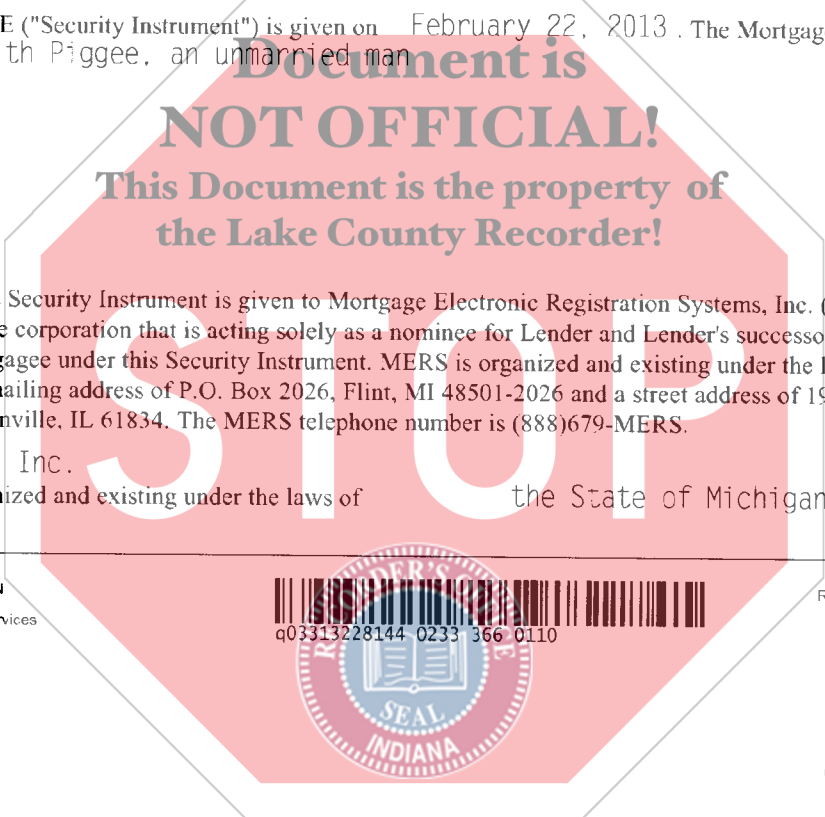 E ("Security Instrument") is given on February 22, 2013 . The Mortgag
th Piggee, an unmarried man
Document is
NOT OFFICIAL!
This Document is the property of
the Lake County Recorder!
Security Instrument is given to Mortgage Electronic Registration Systems, Inc. (
e corporation that is acting solely as a nominee for Lender and Lender's successo
gagee under this Security Instrument. MERS is organized and existing under the l
ailing address of P.O. Box 2026, Flint, MI 48501-2026 and a street address of 19
nville, IL 61834. The MERS telephone number is (888)679-MERS.
STOP
Inc.
nized and existing under the laws of the State of Michigan
vices
q03313228144 0233 366 0110
RECORDER'S OFFICE
SEAL
INDIANA